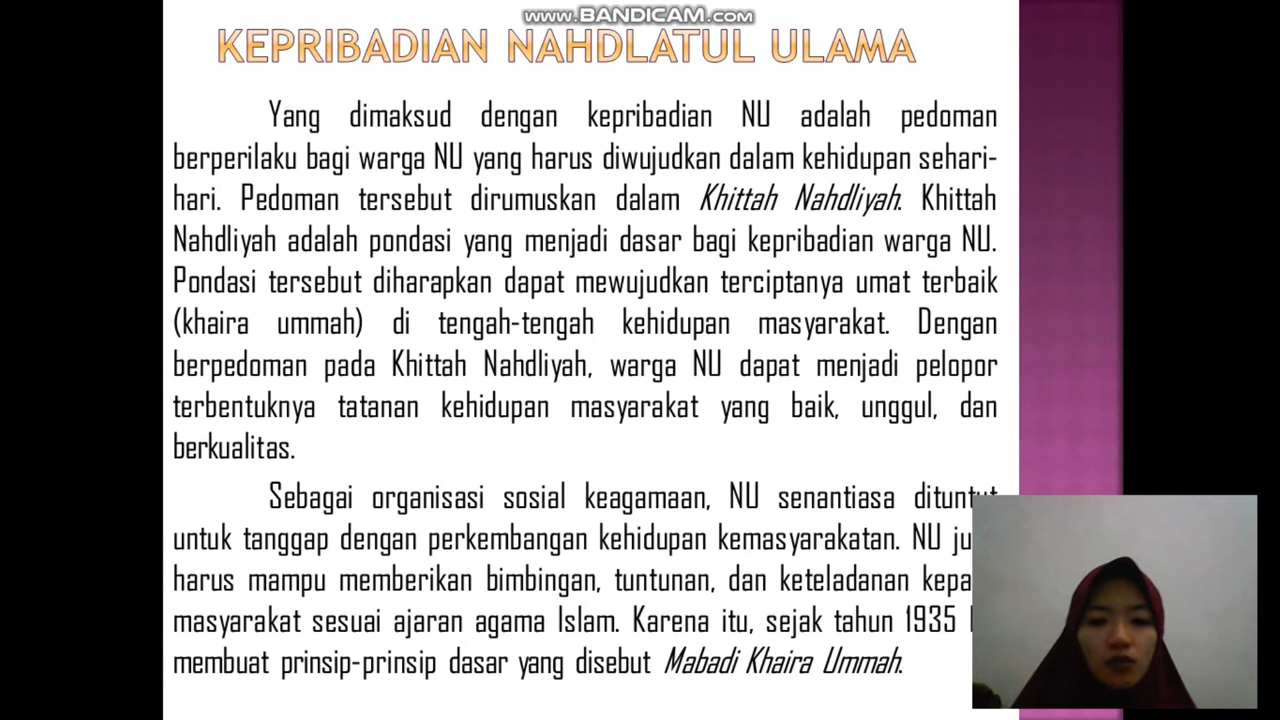 www.BANDICAM.com
KEPRIBADIAN NAHDLATUL ULAMA
Yang dimaksud dengan kepribadian NU adalah pedoman
berperilaku bagi warga NU yang harus diwujudkan dalam kehidupan sehari-
hari. Pedoman tersebut dirumuskan dalam Khittah Nahdliyah. Khittah
Nahdliyah adalah pondasi yang menjadi dasar bagi kepribadian warga NU.
Pondasi tersebut diharapkan dapat mewujudkan terciptanya umat terbaik
(khaira ummah) di tengah-tengah kehidupan masyarakat. Dengan
berpedoman pada Khittah Nahdliyah, warga NU dapat menjadi pelopor
terbentuknya tatanan kehidupan masyarakat yang baik, unggul, dan
berkualitas.
Sebagai organisasi sosial keagamaan, NU senantiasa dituntut
untuk tanggap dengan perkembangan kehidupan kemasyarakatan. NU
harus mampu memberikan bimbingan, tuntunan, dan keteladanan
masyarakat sesuai ajaran agama Islam. Karena itu, sejak tahun 1935
membuat prinsip-prinsip dasar yang disebut Mabadi Khaira Ummah.